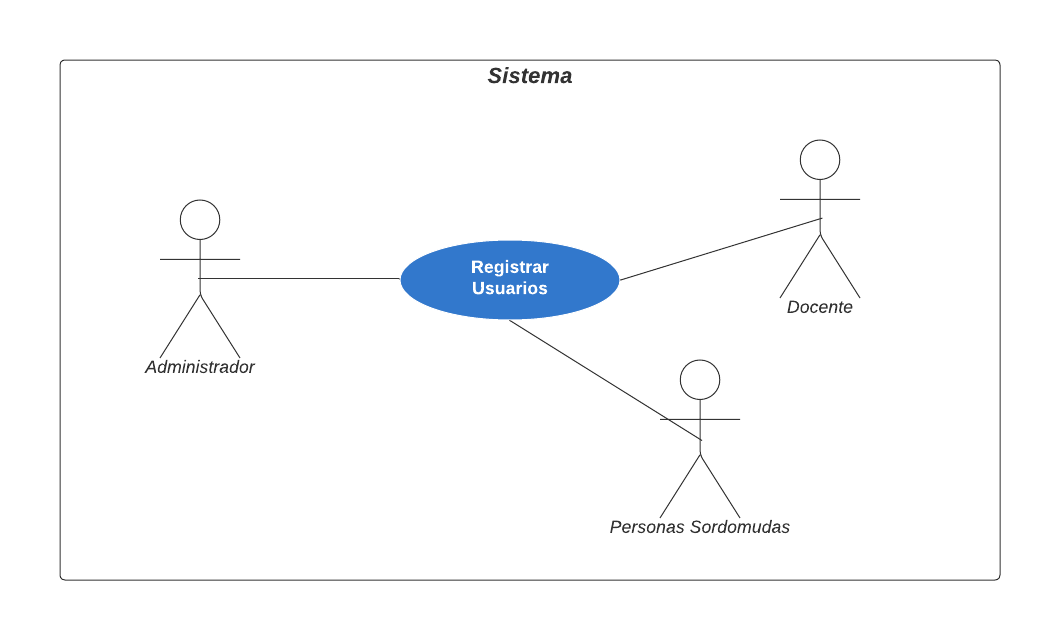 Sistema
Registrar
Usuarios
Docente
Administrador
Personas Sordomudas